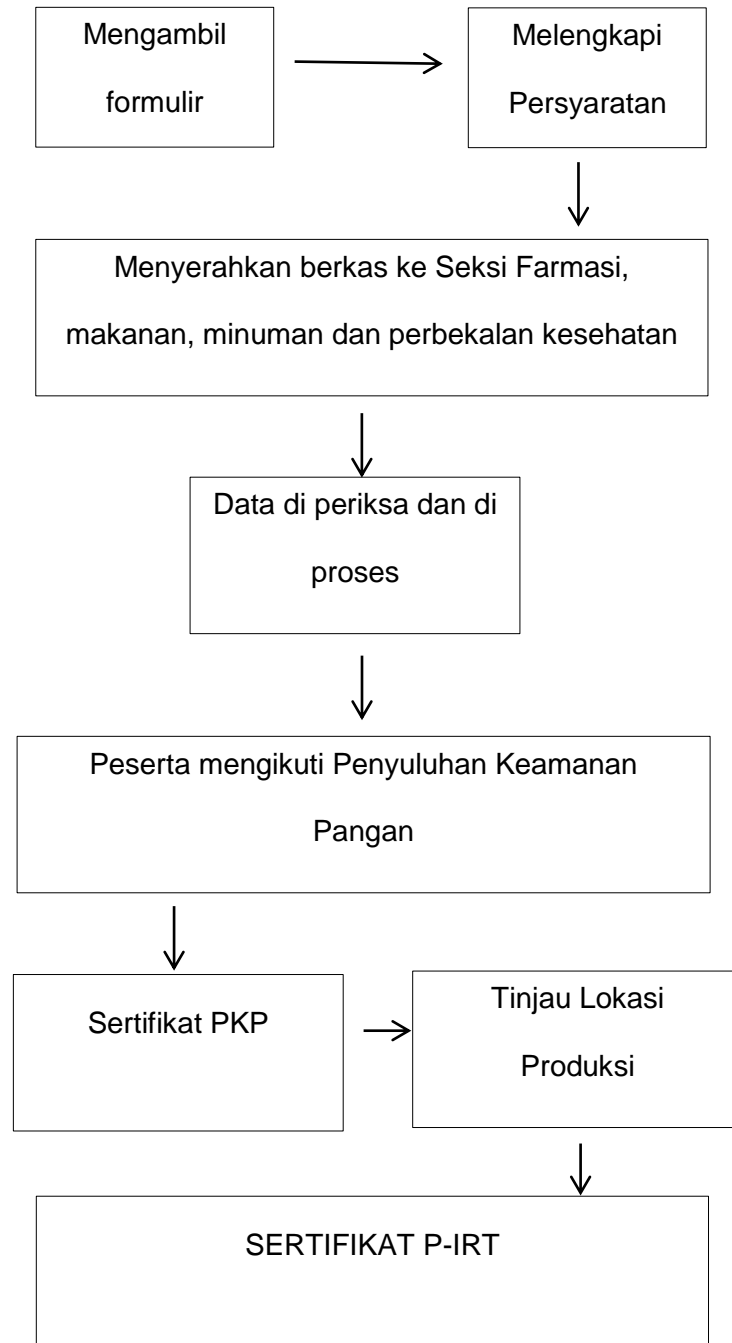 Mengambil
formulir
Melengkapi
Persyaratan
Menyerahkan berkas ke Seksi Farmasi,
makanan, minuman dan perbekalan kesehatan
Data di periksa dan di
proses
Peserta mengikuti Penyuluhan Keamanan
Pangan
Sertifikat PKP
Tinjau Lokasi
Produksi
SERTIFIKAT P-IRT